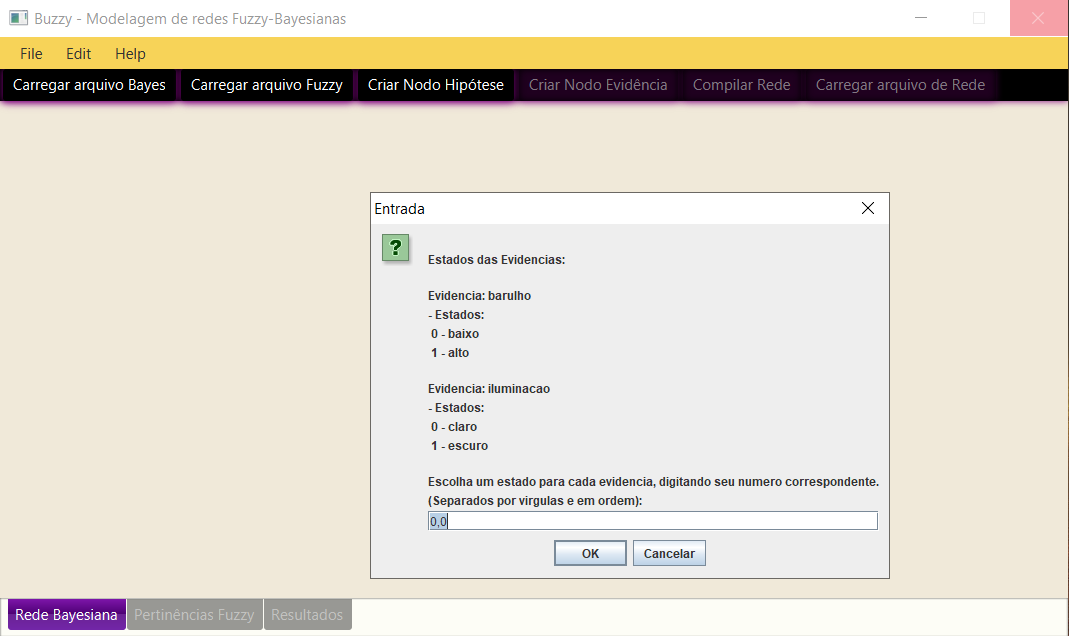 Buzzy - Modelagem de redes Fuzzy-Bayesianas
File Edit Help
Carregar arquivo Bayes Carregar arquivo Fuzzy Criar Nodo Hipótese Criar Nodo Evidência Compilar Rede Carregar arquivo de Rede
Entrada
?
Estados das Evidencias:
Evidencia: barulho
- Estados:
0 - baixo
1 - alto
Evidencia: iluminacao
- Estados:
0 - claro
1 - escuro
Escolha um estado para cada evidencia, digitando seu numero correspondente.
(Separados por virgulas e em ordem):
0,0
OK Cancelar
Rede Bayesiana Pertinências Fuzzy Resultados